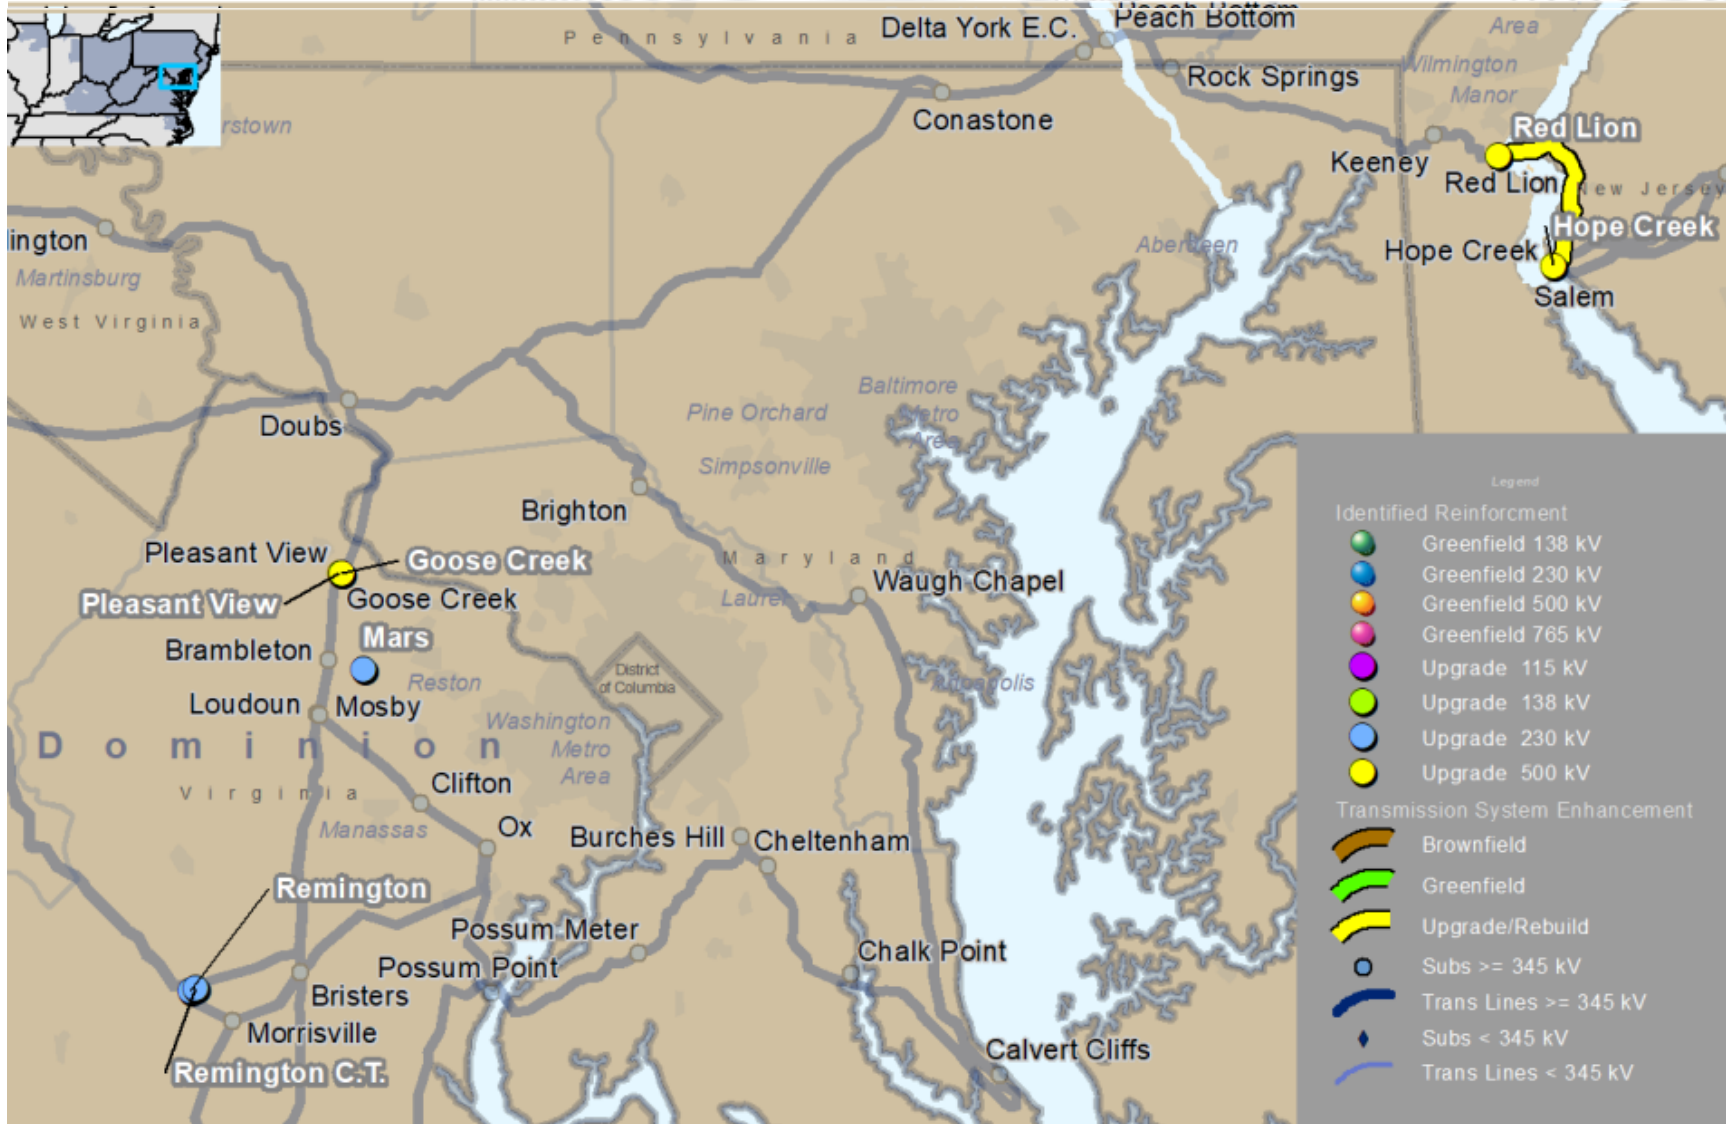 Peach Bottom
Delta York E.C.
Pennsylvania
Area
Rock Springs
Wilmington
Manor
rstown
Conastone
Red Lion
Keeney
Red Lion
New Jersey
Hope Creek
lington
Aberdeen
Hope Creek
Martinsburg
Salem
West Virginia
Baltimore
Metro
Area
Pine Orchard
Doubs
Simpsonville
Brighton
Pleasant View
Goose Creek
Maryland
Waugh Chapel
Pleasant View
Goose Creek
Laurel
Mars
Brambleton
District
of Columbia
Reston
Annapolis
Loudoun
Mosby
Washington
Metro
Area
Dominion
Clifton
Virginia
Manassas
Ox
Burches Hill
Cheltenham
Remington
Possum Meter
Chalk Point
Possum Point
Bristers
Morrisville
Calvert Cliffs
Remington C.T.
Legend
Identified Reinforcment
Greenfield 138 kV
Greenfield 230 kV
Greenfield 500 kV
Greenfield 765 kV
Upgrade 115 kV
Upgrade 138 kV
Upgrade 230 kV
Upgrade 500 kV
Transmission System Enhancement
Brownfield
Greenfield
Upgrade/Rebuild
Subs >= 345 kV
Trans Lines >= 345 kV
Subs < 345 kV
Trans Lines < 345 kV